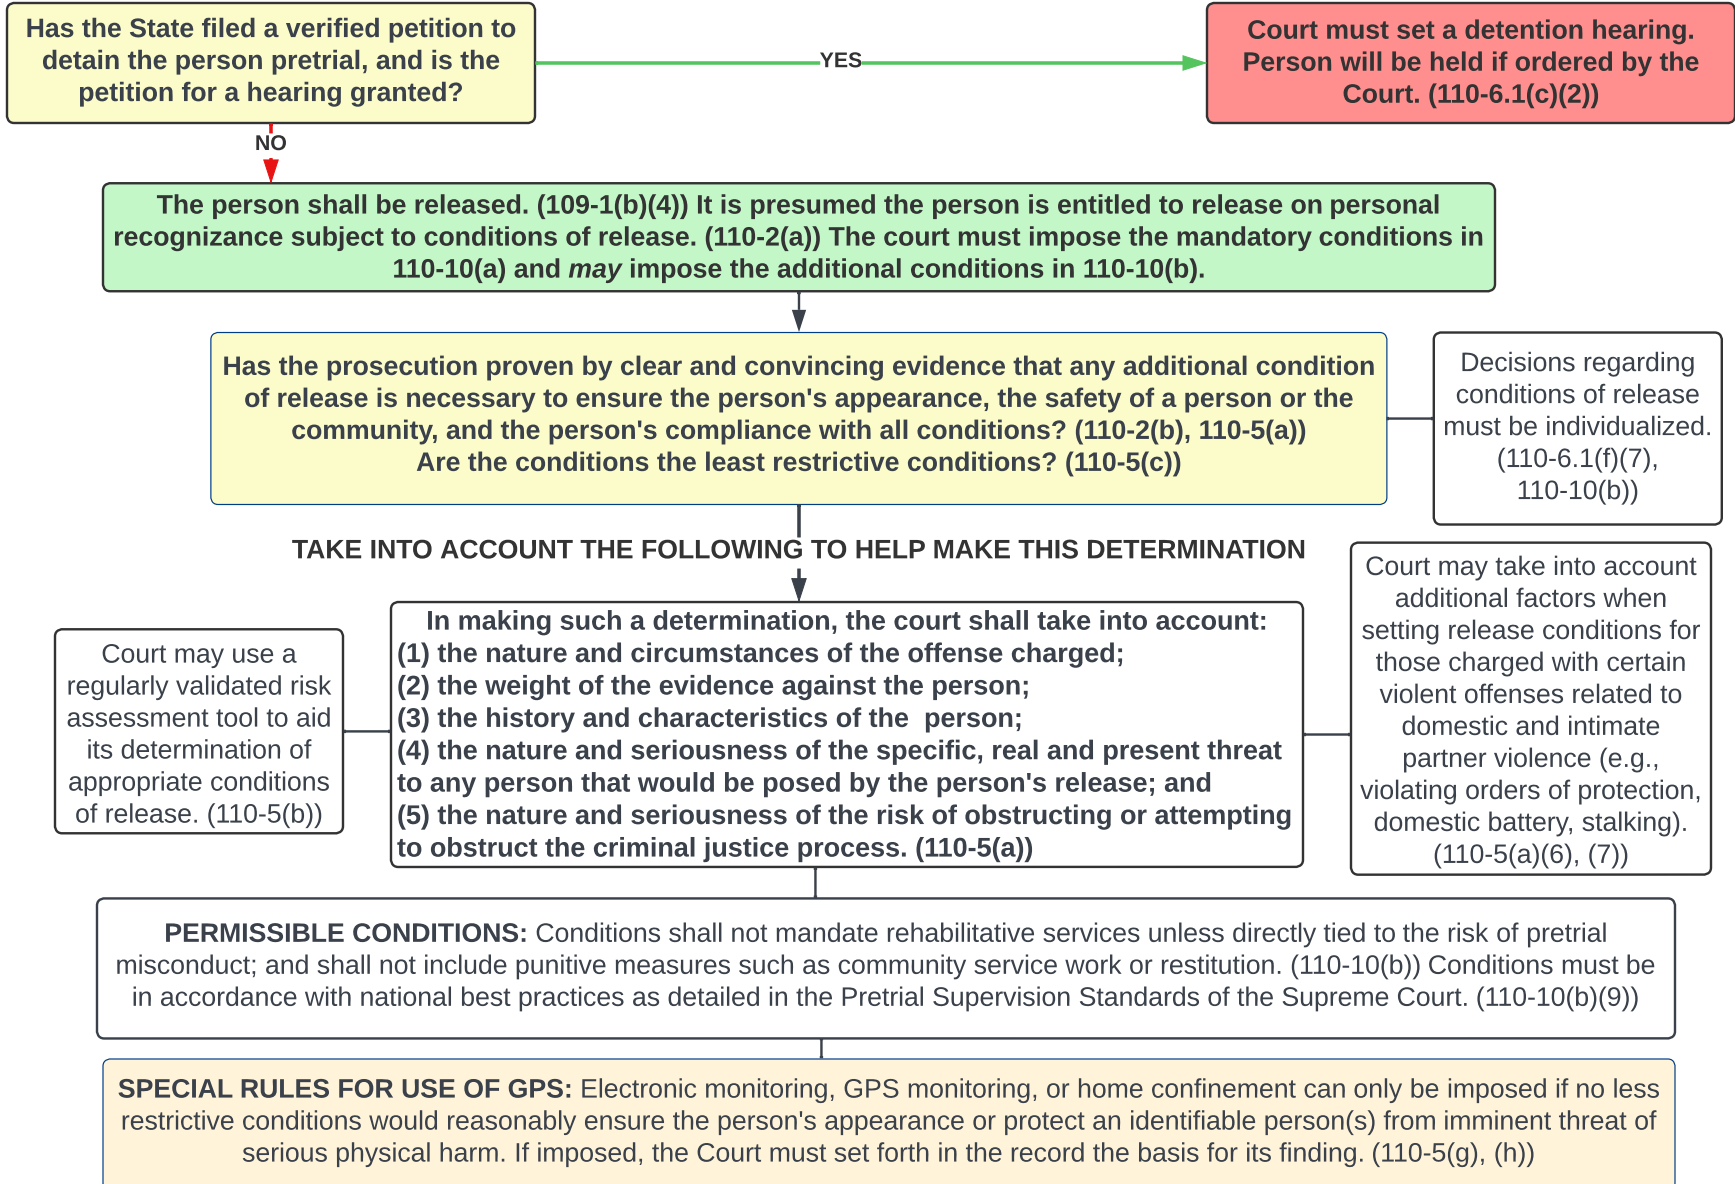 Has the State filed a verified petition to
detain the person pretrial, and is the
petition for a hearing granted?
YES
Court must set a detention hearing.
Person will be held if ordered by the
Court. (110-6.1(c)(2))
NO
The person shall be released. (109-1(b)(4)) It is presumed the person is entitled to release on personal
recognizance subject to conditions of release. (110-2(a)) The court must impose the mandatory conditions in
110-10(a) and may impose the additional conditions in 110-10(b).
Has the prosecution proven by clear and convincing evidence that any additional condition
of release is necessary to ensure the person's appearance, the safety of a person or the
community, and the person's compliance with all conditions? (110-2(b), 110-5(a))
Are the conditions the least restrictive conditions? (110-5(c))
Decisions regarding
conditions of release
must be individualized.
(110-6.1(f)(7),
110-10(b))
TAKE INTO ACCOUNT THE FOLLOWING TO HELP MAKE THIS DETERMINATION
Court may use a
regularly validated risk
assessment tool to aid
its determination of
appropriate conditions
of release. (110-5(b))
In making such a determination, the court shall take into account:
(1) the nature and circumstances of the offense charged;
(2) the weight of the evidence against the person;
(3) the history and characteristics of the  person;
(4) the nature and seriousness of the specific, real and present threat
to any person that would be posed by the person's release; and
(5) the nature and seriousness of the risk of obstructing or attempting
to obstruct the criminal justice process. (110-5(a))
Court may take into account
additional factors when
setting release conditions for
those charged with certain
violent offenses related to
domestic and intimate
partner violence (e.g.,
violating orders of protection,
domestic battery, stalking).
(110-5(a)(6), (7))
PERMISSIBLE CONDITIONS: Conditions shall not mandate rehabilitative services unless directly tied to the risk of pretrial
misconduct; and shall not include punitive measures such as community service work or restitution. (110-10(b)) Conditions must be
in accordance with national best practices as detailed in the Pretrial Supervision Standards of the Supreme Court. (110-10(b)(9))
SPECIAL RULES FOR USE OF GPS: Electronic monitoring, GPS monitoring, or home confinement can only be imposed if no less
restrictive conditions would reasonably ensure the person's appearance or protect an identifiable person(s) from imminent threat of
serious physical harm. If imposed, the Court must set forth in the record the basis for its finding. (110-5(g), (h))